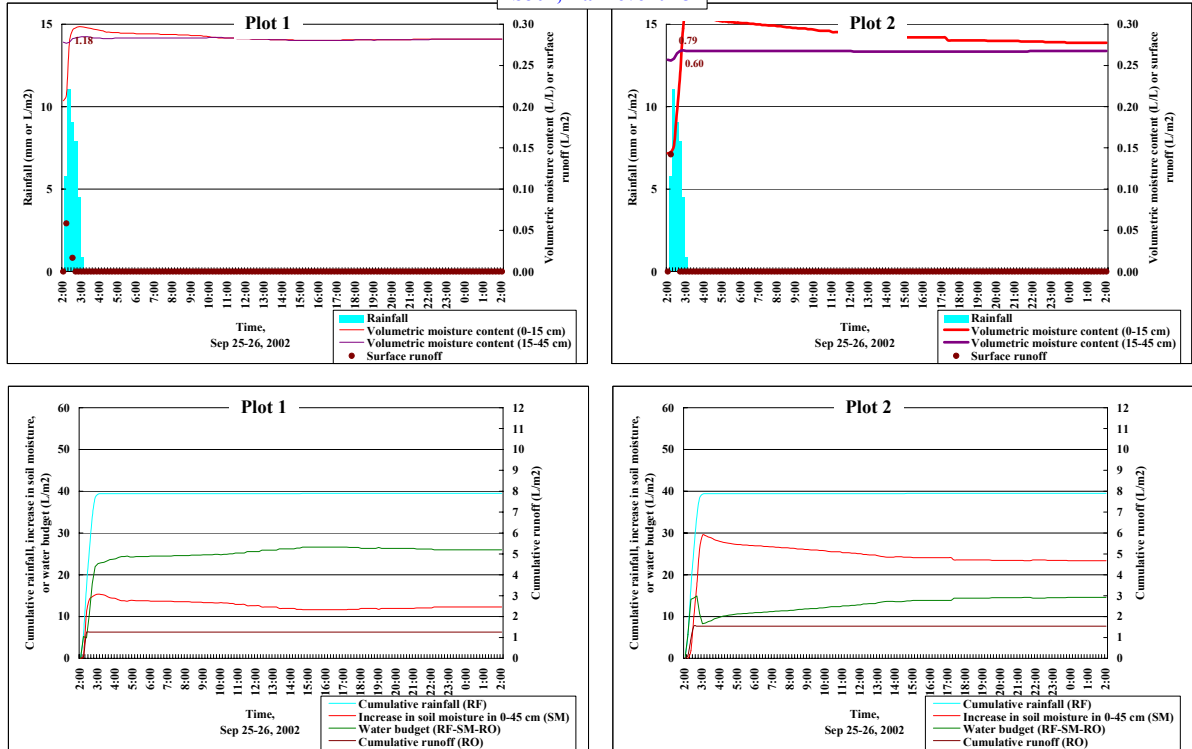 Plot 1
Rainfall (mm or L/m2)
15
10
5
0
1.18
0.30
0.25
0.20
0.15
0.10
0.05
0.00
Volumetric moisture content (L/L) or surface
runoff (L/m2)
2:00 3:00 4:00 5:00 6:00 7:00 8:00 9:00 10:00 11:00 12:00 13:00 14:00 15:00 16:00 17:00 18:00 19:00 20:00 21:00 22:00 23:00 0:00 1:00 2:00
Time,
Sep 25-26, 2002
Rainfall
Volumetric moisture content (0-15 cm)
Volumetric moisture content (15-45 cm)
Surface runoff
Plot 2
Rainfall (mm or L/m2)
15
10
5
0
0.79
0.60
0.30
0.25
0.20
0.15
0.10
0.05
0.00
Volumetric moisture content (L/L) or surface
runoff (L/m2)
2:00 3:00 4:00 5:00 6:00 7:00 8:00 9:00 10:00 11:00 12:00 13:00 14:00 15:00 16:00 17:00 18:00 19:00 20:00 21:00 22:00 23:00 0:00 1:00 2:00
Time,
Sep 25-26, 2002
Rainfall
Volumetric moisture content (0-15 cm)
Volumetric moisture content (15-45 cm)
Surface runoff
Plot 1
Cumulative rainfall, increase in soil moisture,
or water budget (L/m2)
60
50
40
30
20
10
0
12
11
10
9
8
7
6
5
4
3
2
1
0
Cumulative runoff (L/m2)
2:00 3:00 4:00 5:00 6:00 7:00 8:00 9:00 10:00 11:00 12:00 13:00 14:00 15:00 16:00 17:00 18:00 19:00 20:00 21:00 22:00 23:00 0:00 1:00 2:00
Time,
Sep 25-26, 2002
Cumulative rainfall (RF)
Increase in soil moisture in 0-45 cm (SM)
Water budget (RF-SM-RO)
Cumulative runoff (RO)
Plot 2
Cumulative rainfall, increase in soil moisture,
or water budget (L/m2)
60
50
40
30
20
10
0
12
11
10
9
8
7
6
5
4
3
2
1
0
Cumulative runoff (L/m2)
2:00 3:00 4:00 5:00 6:00 7:00 8:00 9:00 10:00 11:00 12:00 13:00 14:00 15:00 16:00 17:00 18:00 19:00 20:00 21:00 22:00 23:00 0:00 1:00 2:00
Time,
Sep 25-26, 2002
Cumulative rainfall (RF)
Increase in soil moisture in 0-45 cm (SM)
Water budget (RF-SM-RO)
Cumulative runoff (RO)